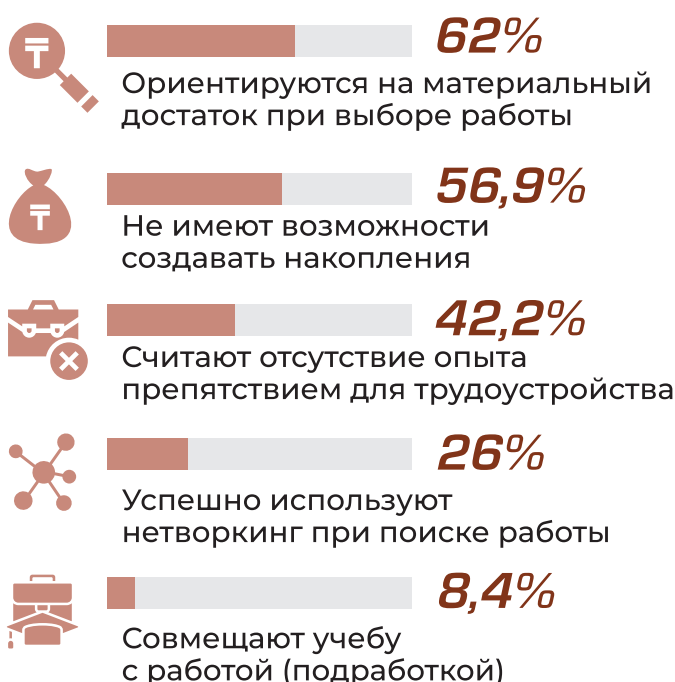 62%
Ориентируются на материальный
достаток при выборе работы
56,9%
Не имеют возможности
создавать накопления
42,2%
Считают отсутствие опыта
препятствием для трудоустройства
26%
Успешно используют
нетворкинг при поиске работы
8,4%
Совмещают учебу
с работой (подработкой)